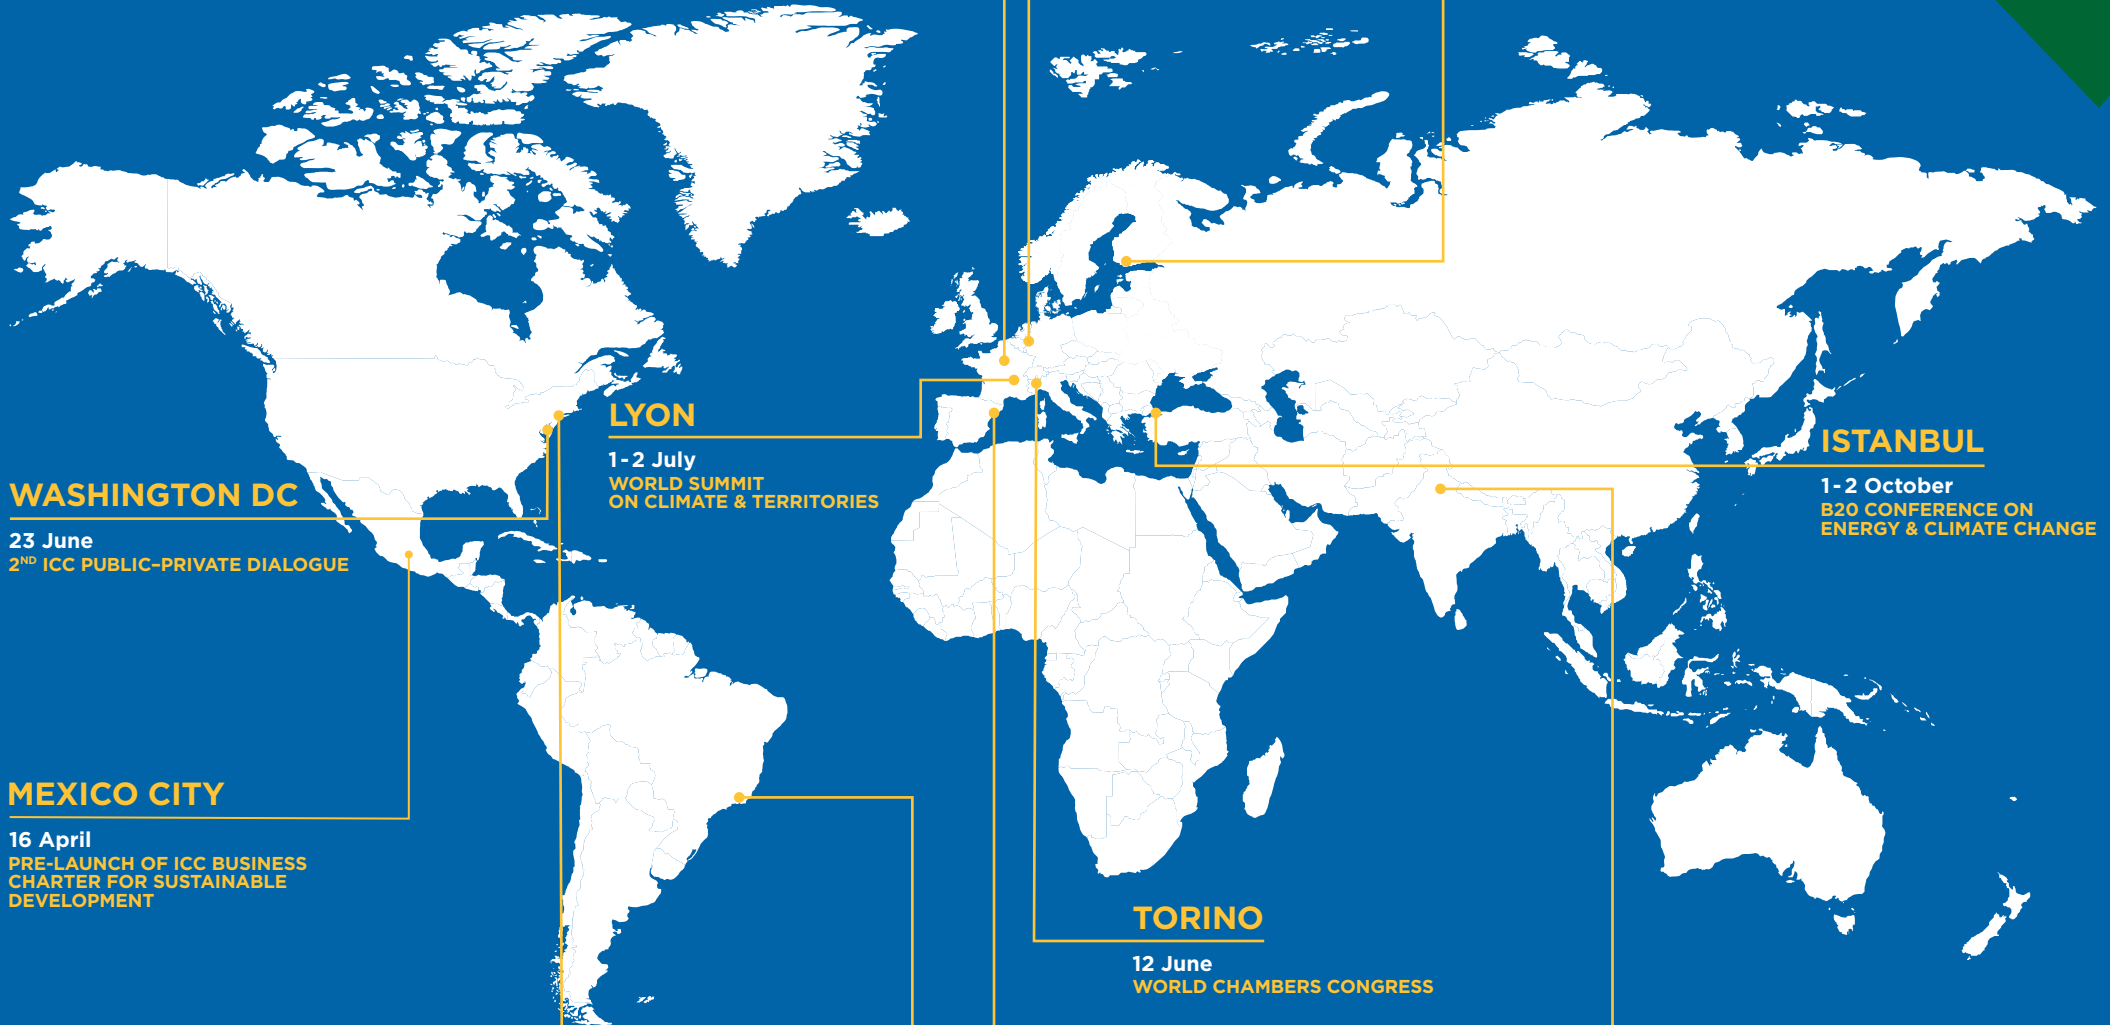 LYON
1-2 July
WORLD SUMMIT
ON CLIMATE & TERRITORIES
ISTANBUL
1-2 October
B20 CONFERENCE ON
ENERGY & CLIMATE CHANGE
WASHINGTON DC
23 June
2ND ICC PUBLIC–PRIVATE DIALOGUE
MEXICO CITY
16 April
PRE-LAUNCH OF ICC BUSINESS
CHARTER FOR SUSTAINABLE
DEVELOPMENT
TORINO
12 June
WORLD CHAMBERS CONGRESS